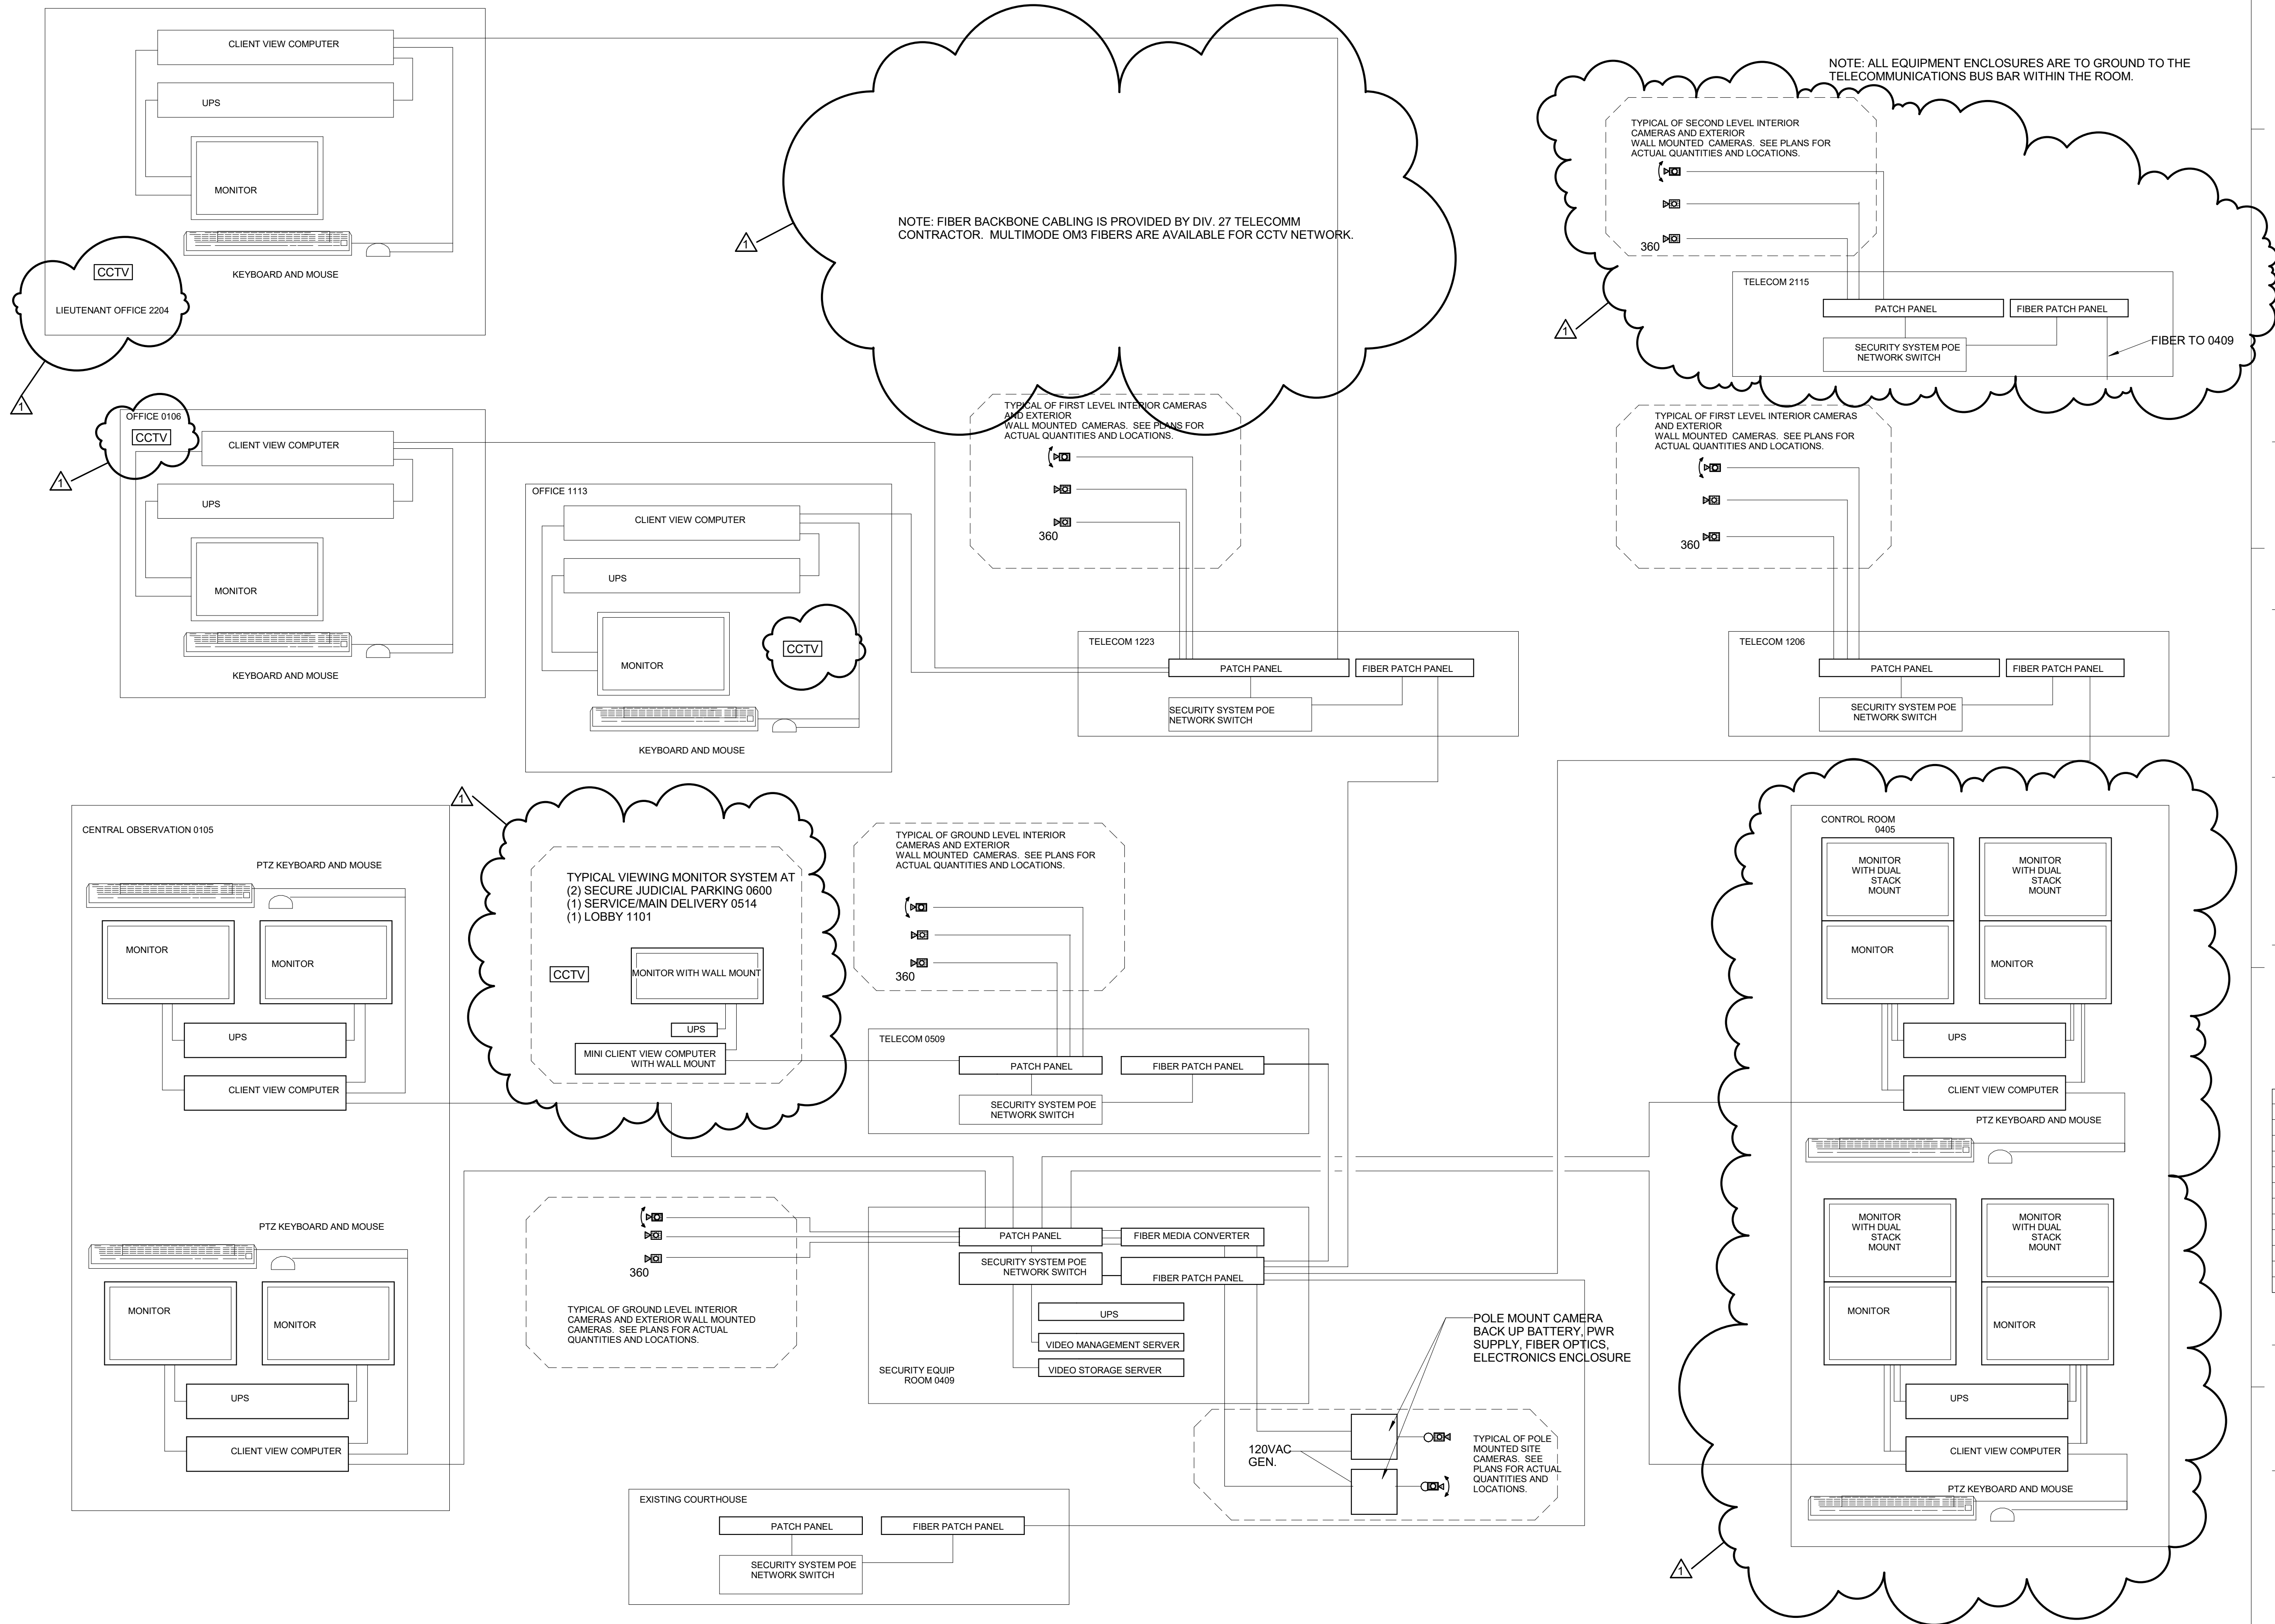 CLIENT VIEW COMPUTER
UPS
MONITOR
KEYBOARD AND MOUSE
CCTV
LIEUTENANT OFFICE 2204
1
NOTE: FIBER BACKBONE CABLING IS PROVIDED BY DIV. 27 TELECOMM
CONTRACTOR. MULTIMODE OM3 FIBERS ARE AVAILABLE FOR CCTV NETWORK.
1
NOTE: ALL EQUIPMENT ENCLOSURES ARE TO GROUND TO THE
TELECOMMUNICATIONS BUS BAR WITHIN THE ROOM.
TYPICAL OF SECOND LEVEL INTERIOR
CAMERAS AND EXTERIOR
WALL MOUNTED CAMERAS. SEE PLANS FOR
ACTUAL QUANTITIES AND LOCATIONS.
360
TELECOM 2115
PATCH PANEL
FIBER PATCH PANEL
SECURITY SYSTEM POE
NETWORK SWITCH
FIBER TO 0409
1
OFFICE 0106
CCTV
CLIENT VIEW COMPUTER
UPS
MONITOR
KEYBOARD AND MOUSE
1
OFFICE 1113
CLIENT VIEW COMPUTER
UPS
MONITOR
CCTV
KEYBOARD AND MOUSE
TYPICAL OF FIRST LEVEL INTERIOR CAMERAS
AND EXTERIOR
WALL MOUNTED CAMERAS. SEE PLANS FOR
ACTUAL QUANTITIES AND LOCATIONS.
360
TELECOM 1223
PATCH PANEL
FIBER PATCH PANEL
SECURITY SYSTEM POE
NETWORK SWITCH
TYPICAL OF FIRST LEVEL INTERIOR CAMERAS
AND EXTERIOR
WALL MOUNTED CAMERAS. SEE PLANS FOR
ACTUAL QUANTITIES AND LOCATIONS.
360
TELECOM 1206
PATCH PANEL
FIBER PATCH PANEL
SECURITY SYSTEM POE
NETWORK SWITCH
CENTRAL OBSERVATION 0105
PTZ KEYBOARD AND MOUSE
MONITOR
MONITOR
UPS
CLIENT VIEW COMPUTER
PTZ KEYBOARD AND MOUSE
MONITOR
MONITOR
UPS
CLIENT VIEW COMPUTER
1
TYPICAL VIEWING MONITOR SYSTEM AT
(2) SECURE JUDICIAL PARKING 0600
(1) SERVICE/MAIN DELIVERY 0514
(1) LOBBY 1101
CCTV
MONITOR WITH WALL MOUNT
UPS
MINI CLIENT VIEW COMPUTER
WITH WALL MOUNT
TYPICAL OF GROUND LEVEL INTERIOR
CAMERAS AND EXTERIOR
WALL MOUNTED CAMERAS. SEE PLANS FOR
ACTUAL QUANTITIES AND LOCATIONS.
360
TELECOM 0509
PATCH PANEL
FIBER PATCH PANEL
SECURITY SYSTEM POE
NETWORK SWITCH
360
TYPICAL OF GROUND LEVEL INTERIOR
CAMERAS AND EXTERIOR WALL MOUNTED
CAMERAS. SEE PLANS FOR ACTUAL
QUANTITIES AND LOCATIONS.
PATCH PANEL
FIBER MEDIA CONVERTER
SECURITY SYSTEM POE
NETWORK SWITCH
FIBER PATCH PANEL
UPS
VIDEO MANAGEMENT SERVER
VIDEO STORAGE SERVER
SECURITY EQUIP
ROOM 0409
POLE MOUNT CAMERA
BACK UP BATTERY, PWR
SUPPLY, FIBER OPTICS,
ELECTRONICS ENCLOSURE
120VAC
GEN.
TYPICAL OF POLE
MOUNTED SITE
CAMERAS. SEE
PLANS FOR ACTUAL
QUANTITIES AND
LOCATIONS.
EXISTING COURTHOUSE
PATCH PANEL
FIBER PATCH PANEL
SECURITY SYSTEM POE
NETWORK SWITCH
CONTROL ROOM
0405
MONITOR
WITH DUAL
STACK
MOUNT
MONITOR
WITH DUAL
STACK
MOUNT
MONITOR
MONITOR
UPS
CLIENT VIEW COMPUTER
PTZ KEYBOARD AND MOUSE
MONITOR
WITH DUAL
STACK
MOUNT
MONITOR
WITH DUAL
STACK
MOUNT
MONITOR
MONITOR
UPS
CLIENT VIEW COMPUTER
PTZ KEYBOARD AND MOUSE
1